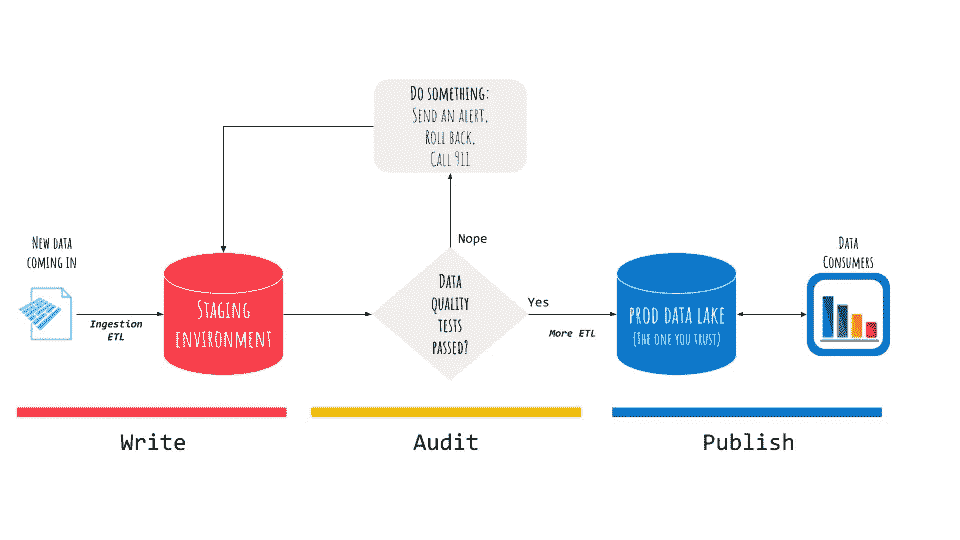 DO SOMETHING:
SEND AN ALERT.
ROLL BACK.
CALL 911
NEW DATA
COMING IN
Ingestion
ETL
STAGING
ENVIRONMENT
DATA
QUALITY
TESTS
PASSED?
Nope
Yes
More ETL
PROD DATA LAKE
(THE ONE YOU TRUST)
DATA
CONSUMERS
Write
Audit
Publish